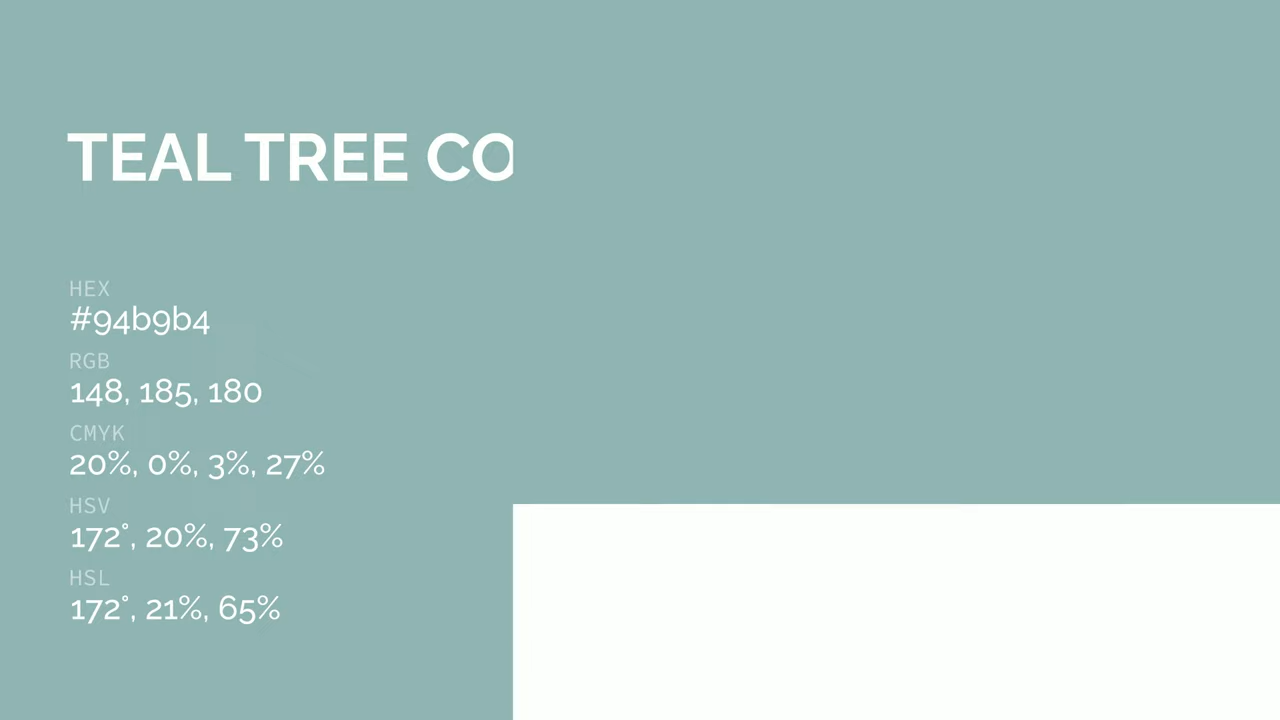 TEAL TREE CO
HEX
#94b9b4
RGB
148, 185, 180
CMYK
20%, 0%, 3%, 27%
HSV
172°, 20%, 73%
HSL
172°, 21%, 65%